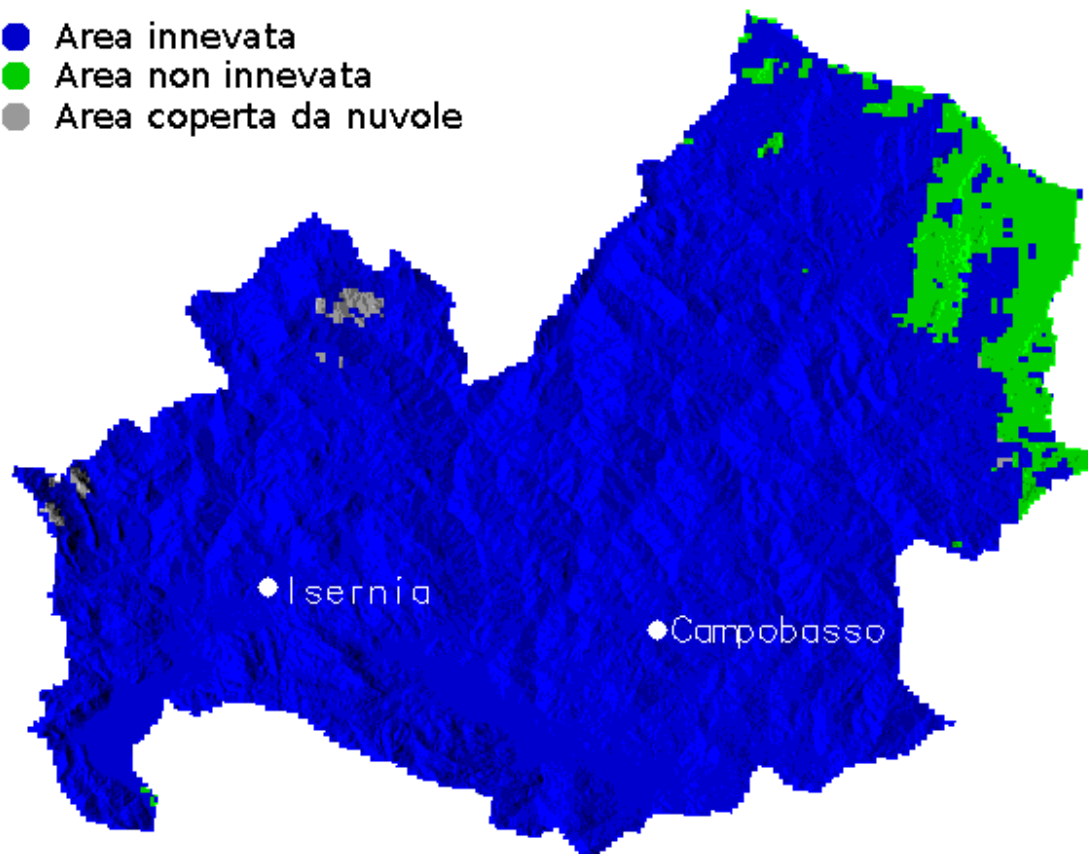 Area innevata
Area non innevata
Area coperta da nuvole
Isernia
Campobasso